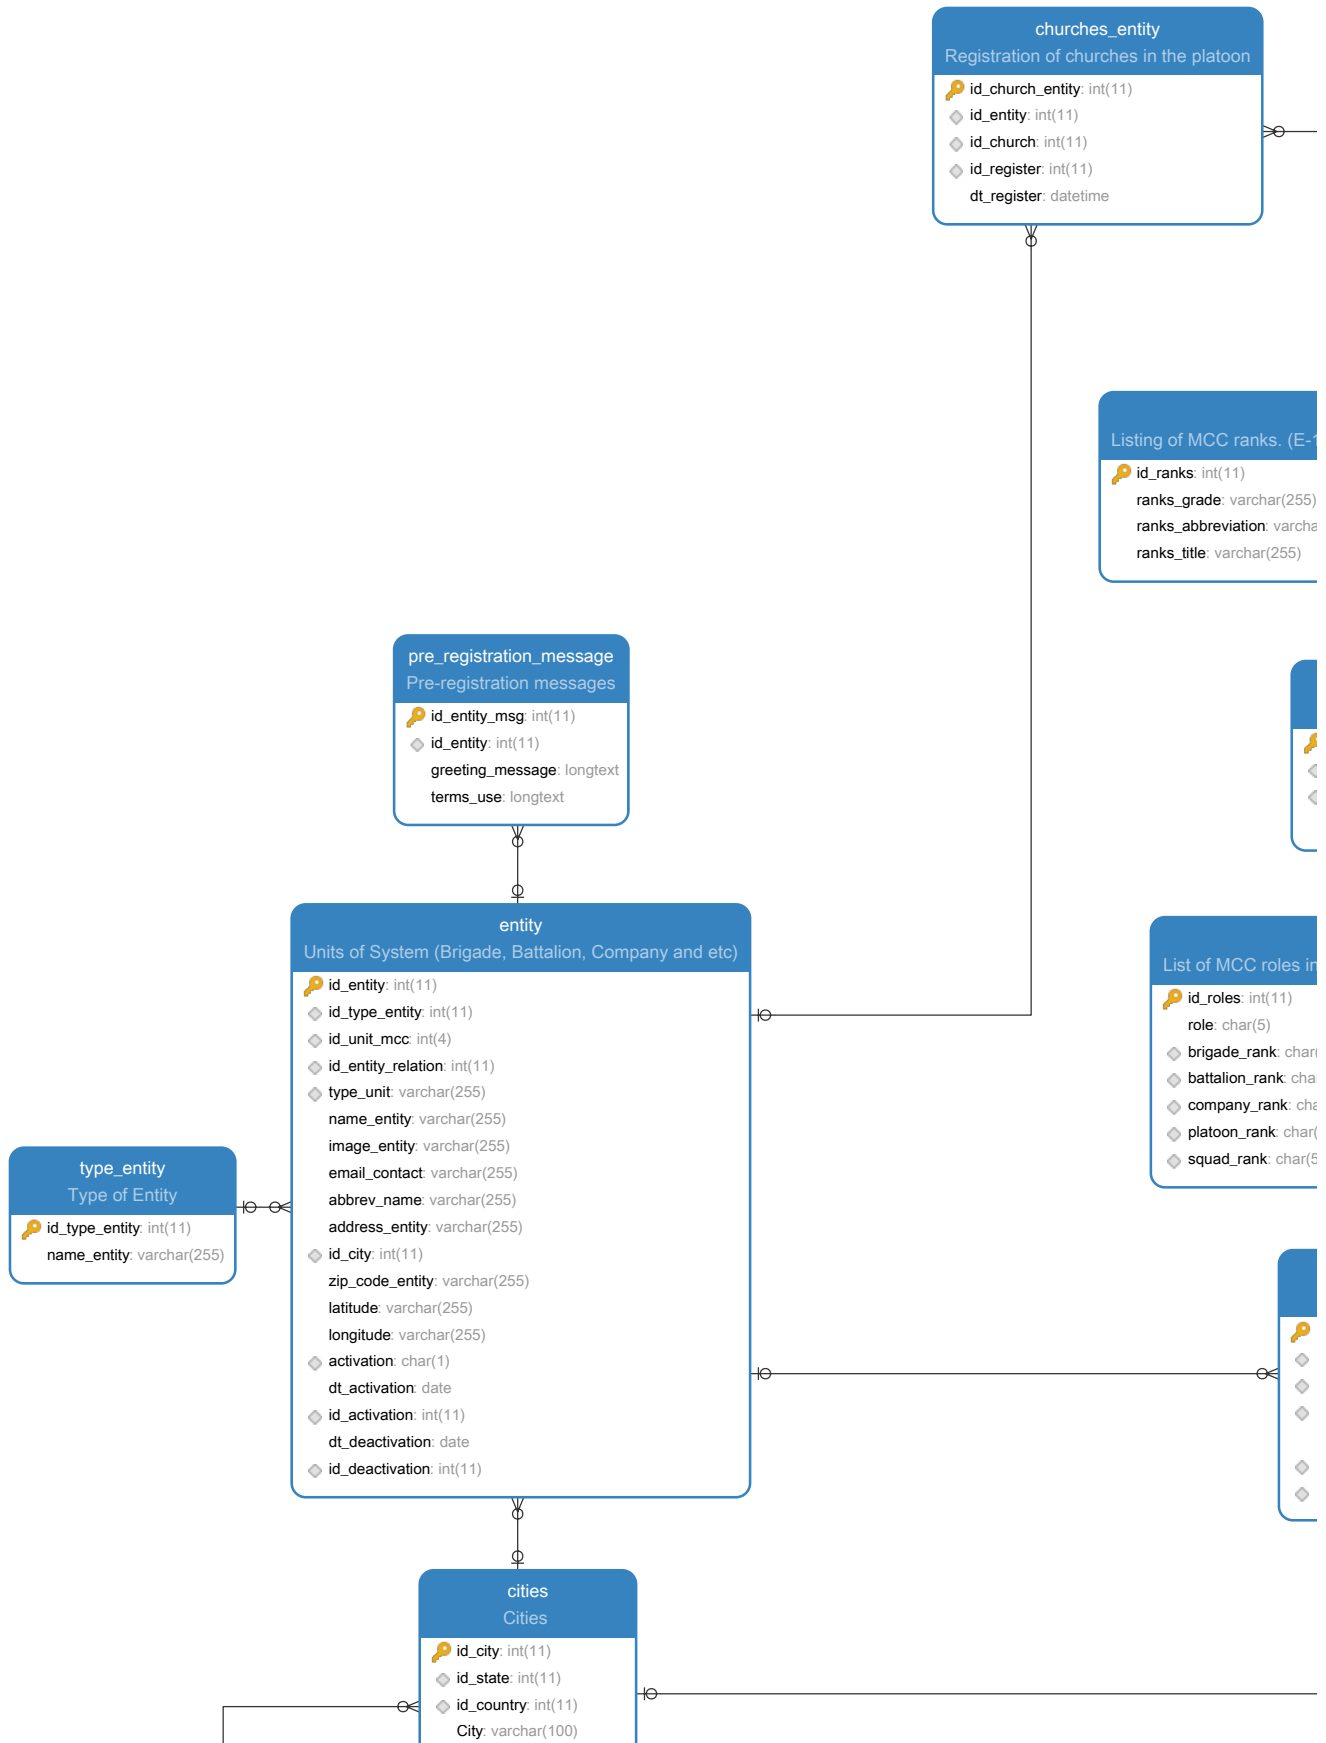 churches_entity
Registration of churches in the platoon
id_church_entity: int(11)
id_entity: int(11)
id_church: int(11)
id_register: int(11)
dt_register: datetime
Listing of MCC ranks. (E-1
id_ranks: int(11)
ranks_grade: varchar(255)
ranks_abbreviation: varcha
ranks_title: varchar(255)
pre_registration_message
Pre-registration messages
id_entity_msg: int(11)
id_entity: int(11)
greeting_message: longtext
terms_use: longtext
entity
Units of System (Brigade, Battalion, Company and etc)
id_entity: int(11)
id_type_entity: int(11)
id_unit_mcc: int(4)
id_entity_relation: int(11)
type_unit: varchar(255)
name_entity: varchar(255)
image_entity: varchar(255)
email_contact: varchar(255)
abbrev_name: varchar(255)
address_entity: varchar(255)
id_city: int(11)
zip_code_entity: varchar(255)
latitude: varchar(255)
longitude: varchar(255)
activation: char(1)
dt_activation: date
id_activation: int(11)
dt_deactivation: date
id_deactivation: int(11)
List of MCC roles in
id_roles: int(11)
role: char(5)
brigade_rank: char(
battalion_rank: cha
company_rank: cha
platoon_rank: char(
squad_rank: char(5
type_entity
Type of Entity
id_type_entity: int(11)
name_entity: varchar(255)
cities
Cities
id_city: int(11)
id_state: int(11)
id_country: int(11)
City: varchar(100)